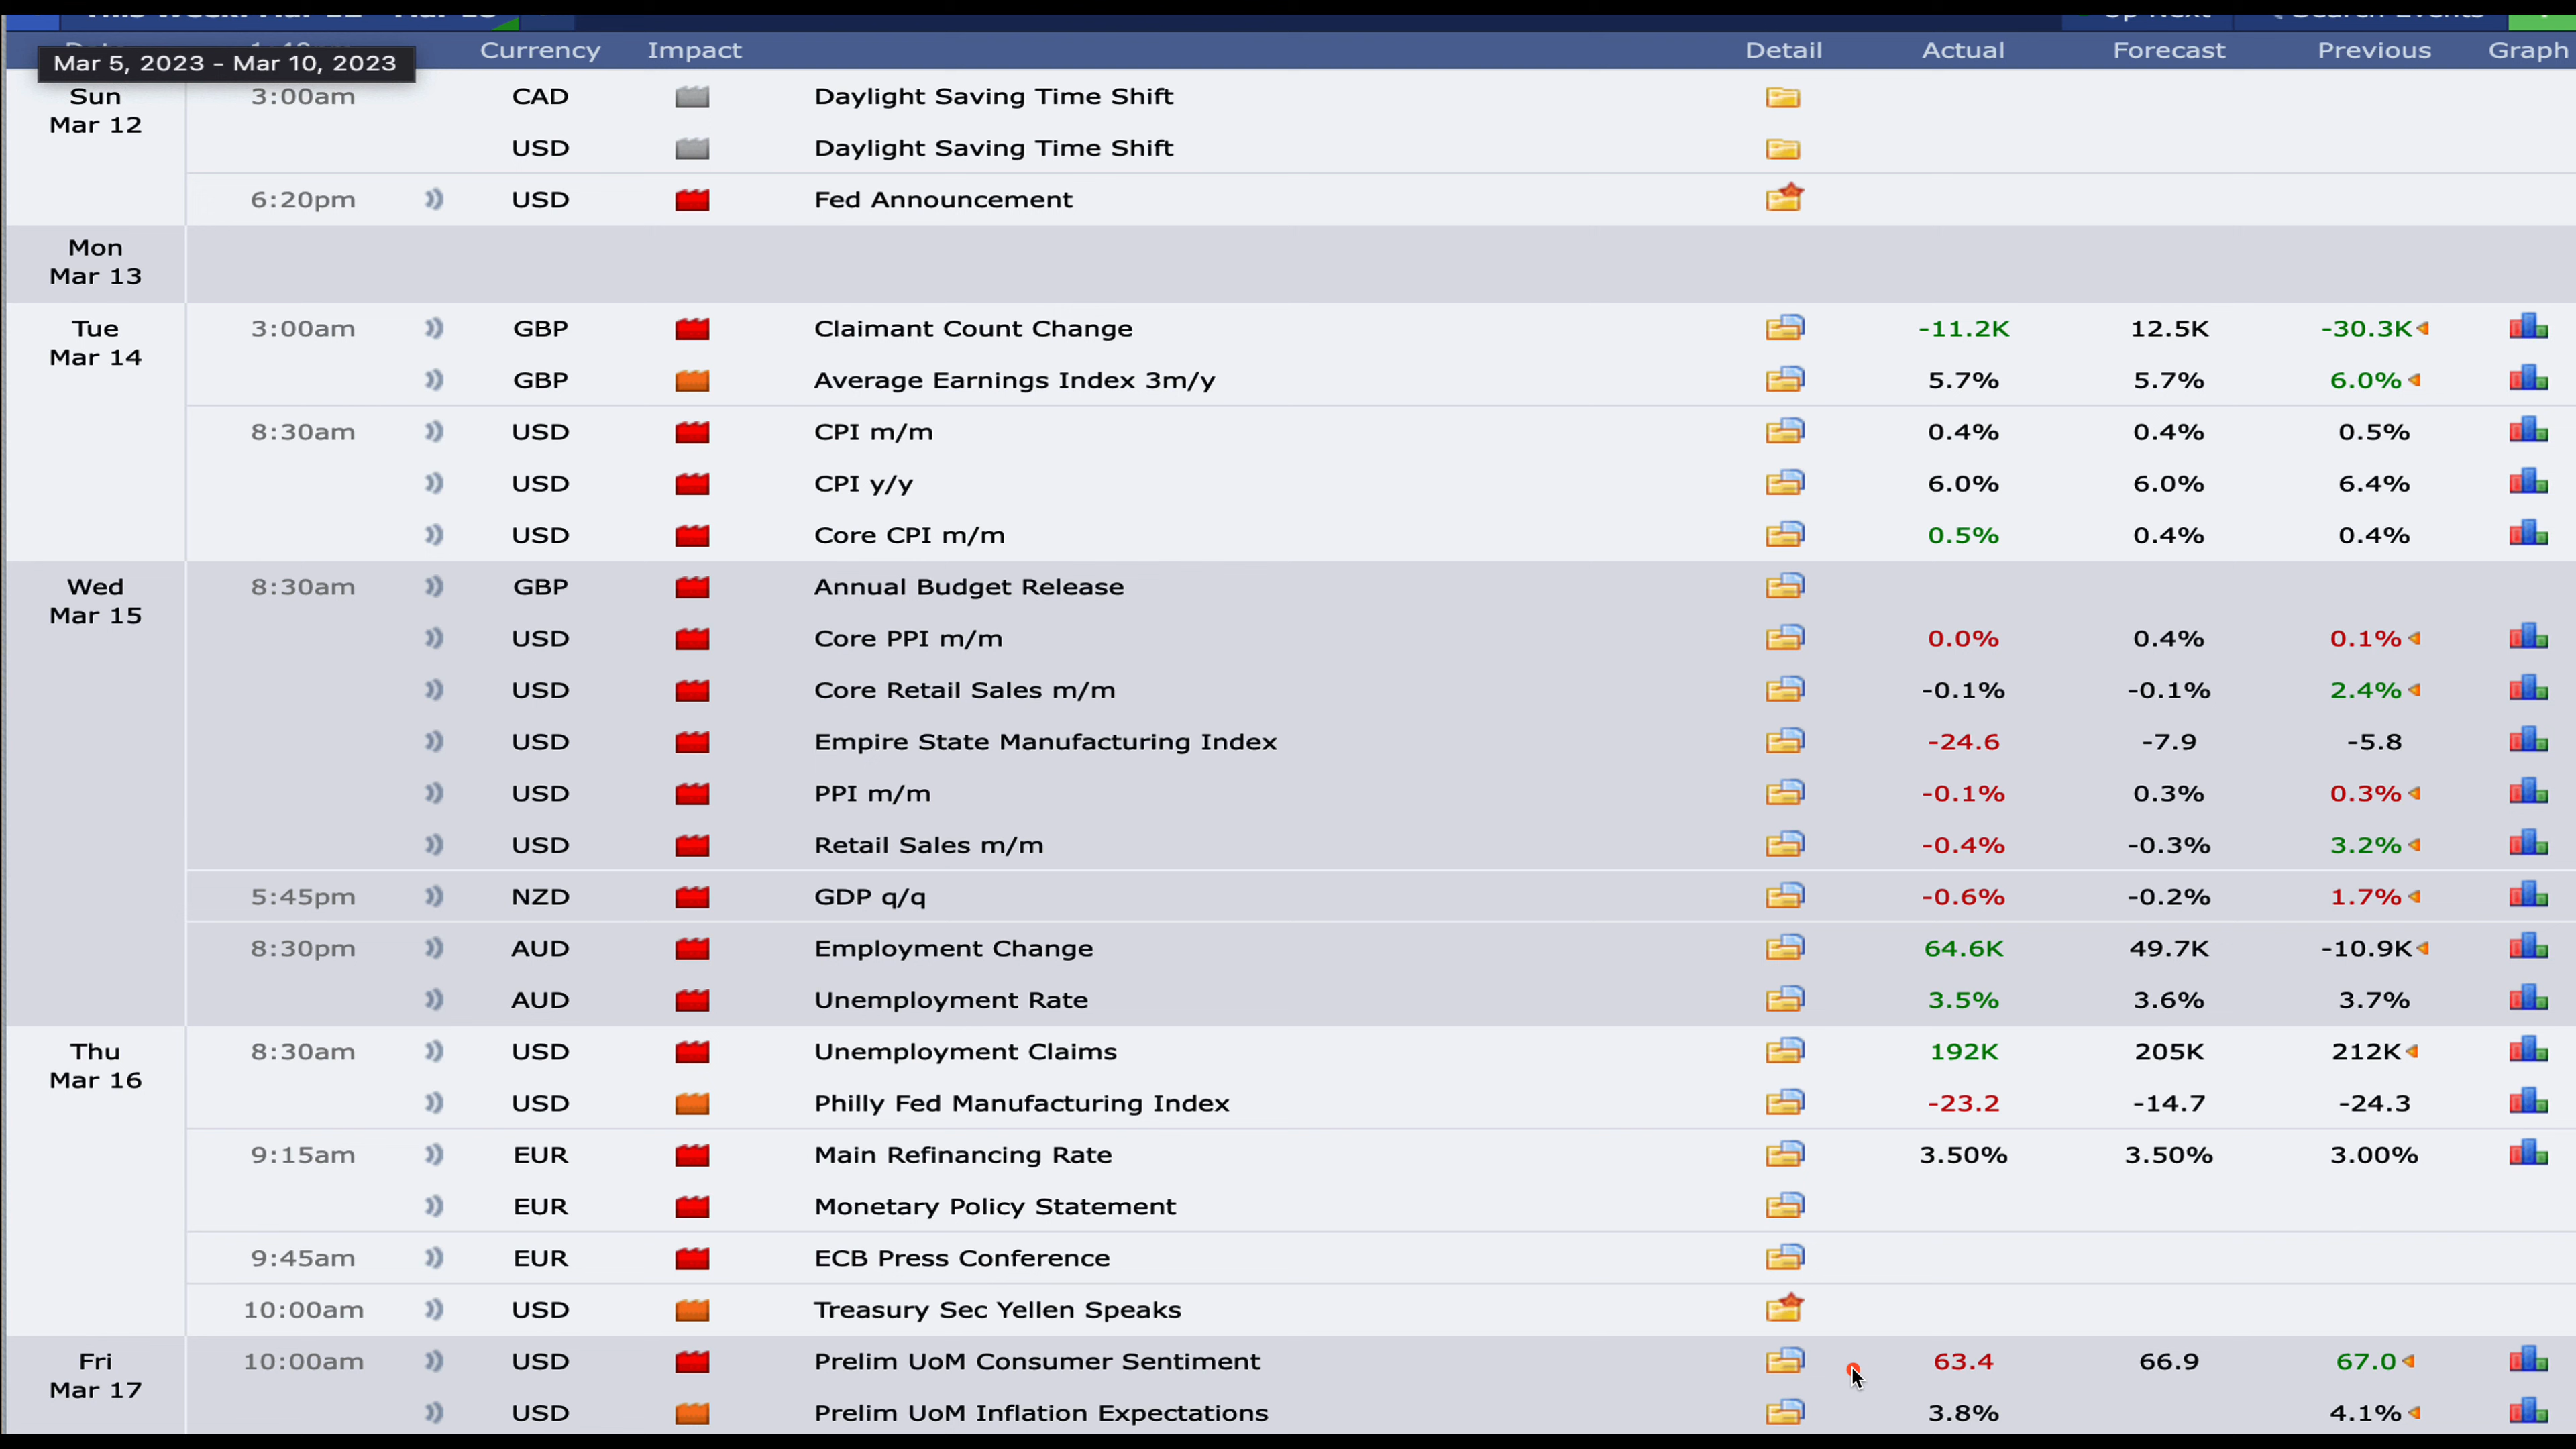 This Week: Mar 12 - Mar 18
Up Next
Search Events
Mar 5, 2023 - Mar 10, 2023
Currency Impact Detail Actual Forecast Previous Graph
Sun
Mar 12
3:00am CAD Daylight Saving Time Shift
USD Daylight Saving Time Shift
6:20pm USD Fed Announcement
Mon
Mar 13
Tue
Mar 14
3:00am GBP Claimant Count Change -11.2K 12.5K -30.3K
GBP Average Earnings Index 3m/y 5.7% 5.7% 6.0%
8:30am USD CPI m/m 0.4% 0.4% 0.5%
USD CPI y/y 6.0% 6.0% 6.4%
USD Core CPI m/m 0.5% 0.4% 0.4%
Wed
Mar 15
8:30am GBP Annual Budget Release
USD Core PPI m/m 0.0% 0.4% 0.1%
USD Core Retail Sales m/m -0.1% -0.1% 2.4%
USD Empire State Manufacturing Index -24.6 -7.9 -5.8
USD PPI m/m -0.1% 0.3% 0.3%
USD Retail Sales m/m -0.4% -0.3% 3.2%
5:45pm NZD GDP q/q -0.6% -0.2% 1.7%
8:30pm AUD Employment Change 64.6K 49.7K -10.9K
AUD Unemployment Rate 3.5% 3.6% 3.7%
Thu
Mar 16
8:30am USD Unemployment Claims 192K 205K 212K
USD Philly Fed Manufacturing Index -23.2 -14.7 -24.3
9:15am EUR Main Refinancing Rate 3.50% 3.50% 3.00%
EUR Monetary Policy Statement
9:45am EUR ECB Press Conference
10:00am USD Treasury Sec Yellen Speaks
Fri
Mar 17
10:00am USD Prelim UoM Consumer Sentiment 63.4 66.9 67.0
USD Prelim UoM Inflation Expectations 3.8% 4.1%